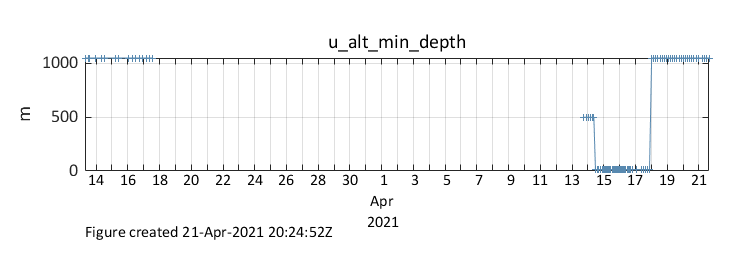 u_alt_min_depth
1000
500
0
m
14 16 18 20 22 24 26 28 30 1 3 5 7 9 11 13 15 17 19 21
Apr
2021
Figure created 21-Apr-2021 20:24:52Z